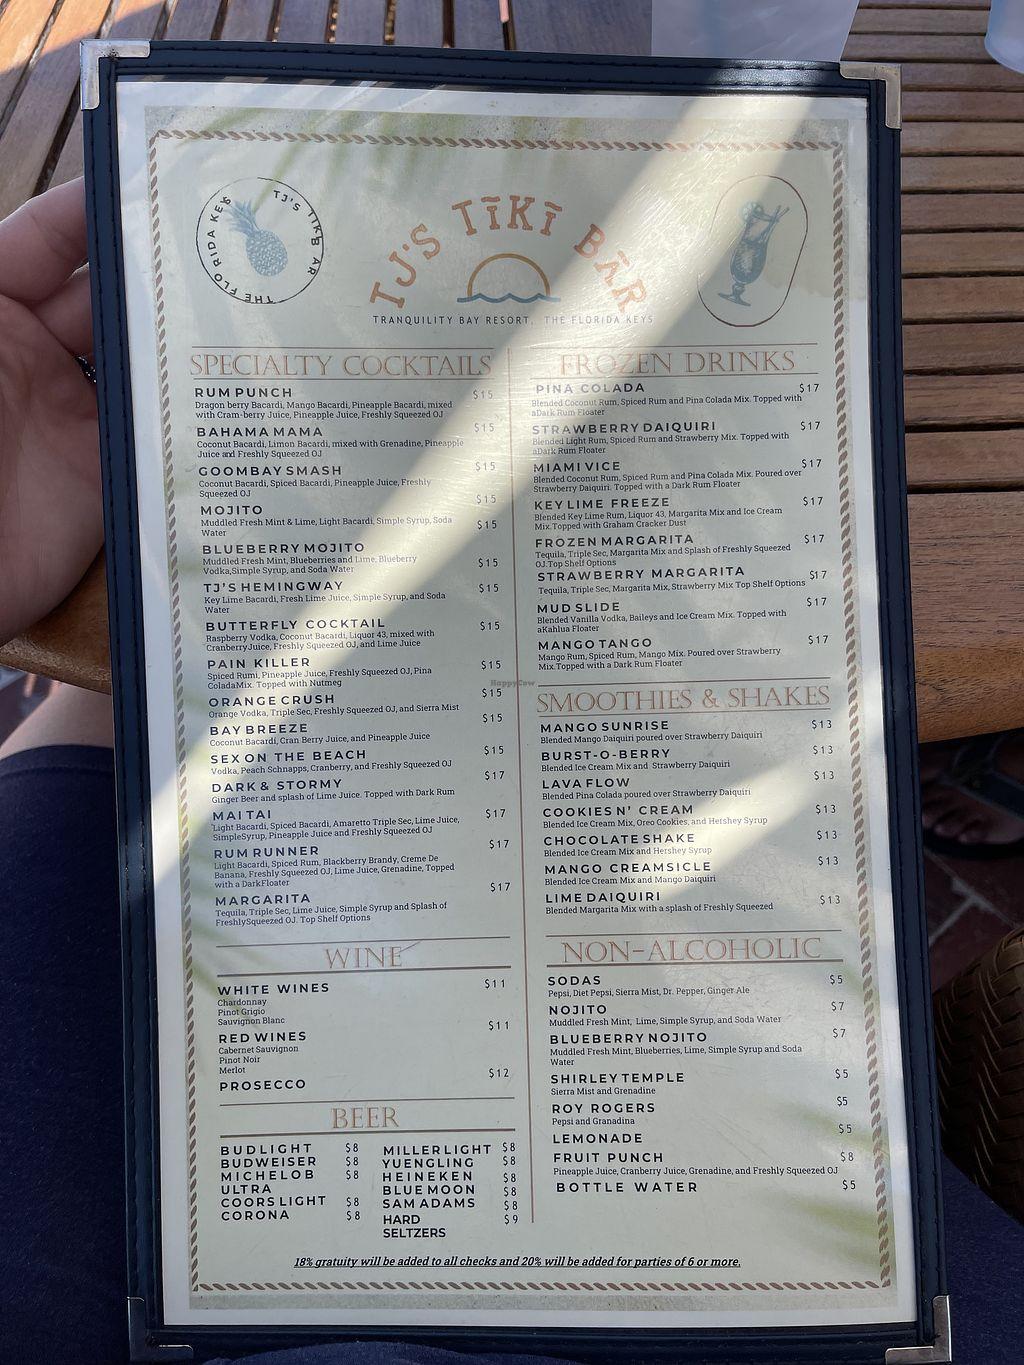 TJ'S TIKI BAR THE FLORIDA KEYS
TJ'S TĪKĪ BĀR
TRANQUILITY BAY RESORT, THE FLORIDA KEYS
SPECIALTY COCKTAILS
RUM PUNCH $15
Dragon berry Bacardi, Mango Bacardi, Pineapple Bacardi, mixed
with Cram-berry Juice, Pineapple Juice, Freshly Squeezed OJ
BAHAMA MAMA $15
Coconut Bacardi, Limon Bacardi, mixed with Grenadine, Pineapple
Juice and Freshly Squeezed OJ
GOOMBAY SMASH $15
Coconut Bacardi, Spiced Bacardi, Pineapple Juice, Freshly
Squeezed OJ
MOJITO $15
Muddled Fresh Mint & Lime, Light Bacardi, Simple Syrup, Soda
Water
$15
BLUEBERRY MOJITO
Muddled Fresh Mint, Blueberries and Lime, Blueberry
Vodka,Simple Syrup, and Soda Water
$15
TJ'S HEMINGWAY $15
Key Lime Bacardi, Fresh Lime Juice, Simple Syrup, and Soda
Water
BUTTERFLY COCKTAIL $15
Raspberry Vodka, Coconut Bacardi, Liquor 43, mixed with
CranberryJuice, Freshly Squeezed OJ, and Lime Juice
PAIN KILLER $15
Spiced Rumi, Pineapple Juice, Freshly Squeezed OJ, Pina
ColadaMix. Topped with Nutmeg
ORANGE CRUSH $15
Orange Vodka, Triple Sec, Freshly Squeezed OJ, and Sierra Mist
BAY BREEZE $15
Coconut Bacardi, Cran Berry Juice, and Pineapple Juice
SEX ON THE BEACH $15
Vodka, Peach Schnapps, Cranberry, and Freshly Squeezed OJ
DARK & STORMY $17
Ginger Beer and splash of Lime Juice. Topped with Dark Rum
MAI TAI $17
Light Bacardi, Spiced Bacardi, Amaretto Triple Sec, Lime Juice,
SimpleSyrup, Pineapple Juice and Freshly Squeezed OJ
RUM RUNNER $17
Light Bacardi, Spiced Rum, Blackberry Brandy, Creme De
Banana, Freshly Squeezed OJ, Lime Juice, Grenadine, Topped
with a DarkFloater
MARGARITA $17
Tequila, Triple Sec, Lime Juice, Simple Syrup and Splash of
FreshlySqueezed OJ. Top Shelf Options
WINE
WHITE WINES $11
Chardonnay
Pinot Grigio
Sauvignon Blanc
RED WINES $11
Cabernet Sauvignon
Pinot Noir
Merlot
PROSECCO $12
BEER
BUDLIGHT $8
BUDWEISER $8
MICHELOB $8
ULTRA
COORS LIGHT $8
CORONA $8
MILLER LIGHT $8
YUENGLING $8
HEINEKEN $8
BLUE MOON $8
SAM ADAMS $8
HARD $9
SELTZERS
FROZEN DRINKS
PINA COLADA $17
Blended Coconut Rum, Spiced Rum and Pina Colada Mix. Topped with
aDark Rum Floater
STRAWBERRY DAIQUIRI $17
Blended Light Rum, Spiced Rum and Strawberry Mix. Topped with
aDark Rum Floater
MIAMI VICE $17
Blended Coconut Rum, Spiced Rum and Pina Colada Mix. Poured over
Strawberry Daiquiri. Topped with a Dark Rum Floater
KEY LIME FREEZE $17
Blended Key Lime Rum, Liquor 43, Margarita Mix and Ice Cream
Mix.Topped with Graham Cracker Dust
FROZEN MARGARITA $17
Tequila, Triple Sec, Margarita Mix and Splash of Freshly Squeezed
OJ.Top Shelf Options
STRAWBERRY MARGARITA $17
Tequila, Triple Sec, Margarita Mix, Strawberry Mix Top Shelf Options
MUD SLIDE $17
Blended Vanilla Vodka, Baileys and Ice Cream Mix. Topped with
aKahlua Floater
MANGO TANGO $17
Mango Rum, Spiced Rum, Mango Mix. Poured over Strawberry
Mix.Topped with a Dark Rum Floater
SMOOTHIES & SHAKES
MANGO SUNRISE $13
Blended Mango Daiquiri poured over Strawberry Daiquiri
BURST-O-BERRY $13
Blended Ice Cream Mix and Strawberry Daiquiri
LAVA FLOW $13
Blended Pina Colada poured over Strawberry Daiquiri
COOKIES N' CREAM $13
Blended Ice Cream Mix, Oreo Cookies, and Hershey Syrup
CHOCOLATE SHAKE $13
Blended Ice Cream Mix and Hershey Syrup
MANGO CREAMSICLE $13
Blended Ice Cream Mix and Mango Daiquiri
LIME DAIQUIRI $13
Blended Margarita Mix with a splash of Freshly Squeezed
NON-ALCOHOLIC
SODAS $5
Pepsi, Diet Pepsi, Sierra Mist, Dr. Pepper, Ginger Ale
NOJITO $7
Muddled Fresh Mint, Lime, Simple Syrup, and Soda Water
BLUEBERRY NOJITO $7
Muddled Fresh Mint, Blueberries, Lime, Simple Syrup and Soda
Water
SHIRLEY TEMPLE $5
Sierra Mist and Grenadine
ROY ROGERS $5
Pepsi and Granadina
LEMONADE $5
FRUIT PUNCH $8
Pineapple Juice, Cranberry Juice, Grenadine, and Freshly Squeezed OJ
BOTTLE WATER $5
18% gratuity will be added to all checks and 20% will be added for parties of 6 or more.
HappyCow